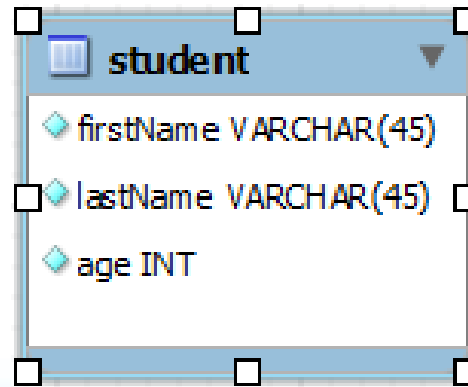 student
firstName VARCHAR(45)
lastName VARCHAR(45)
age INT